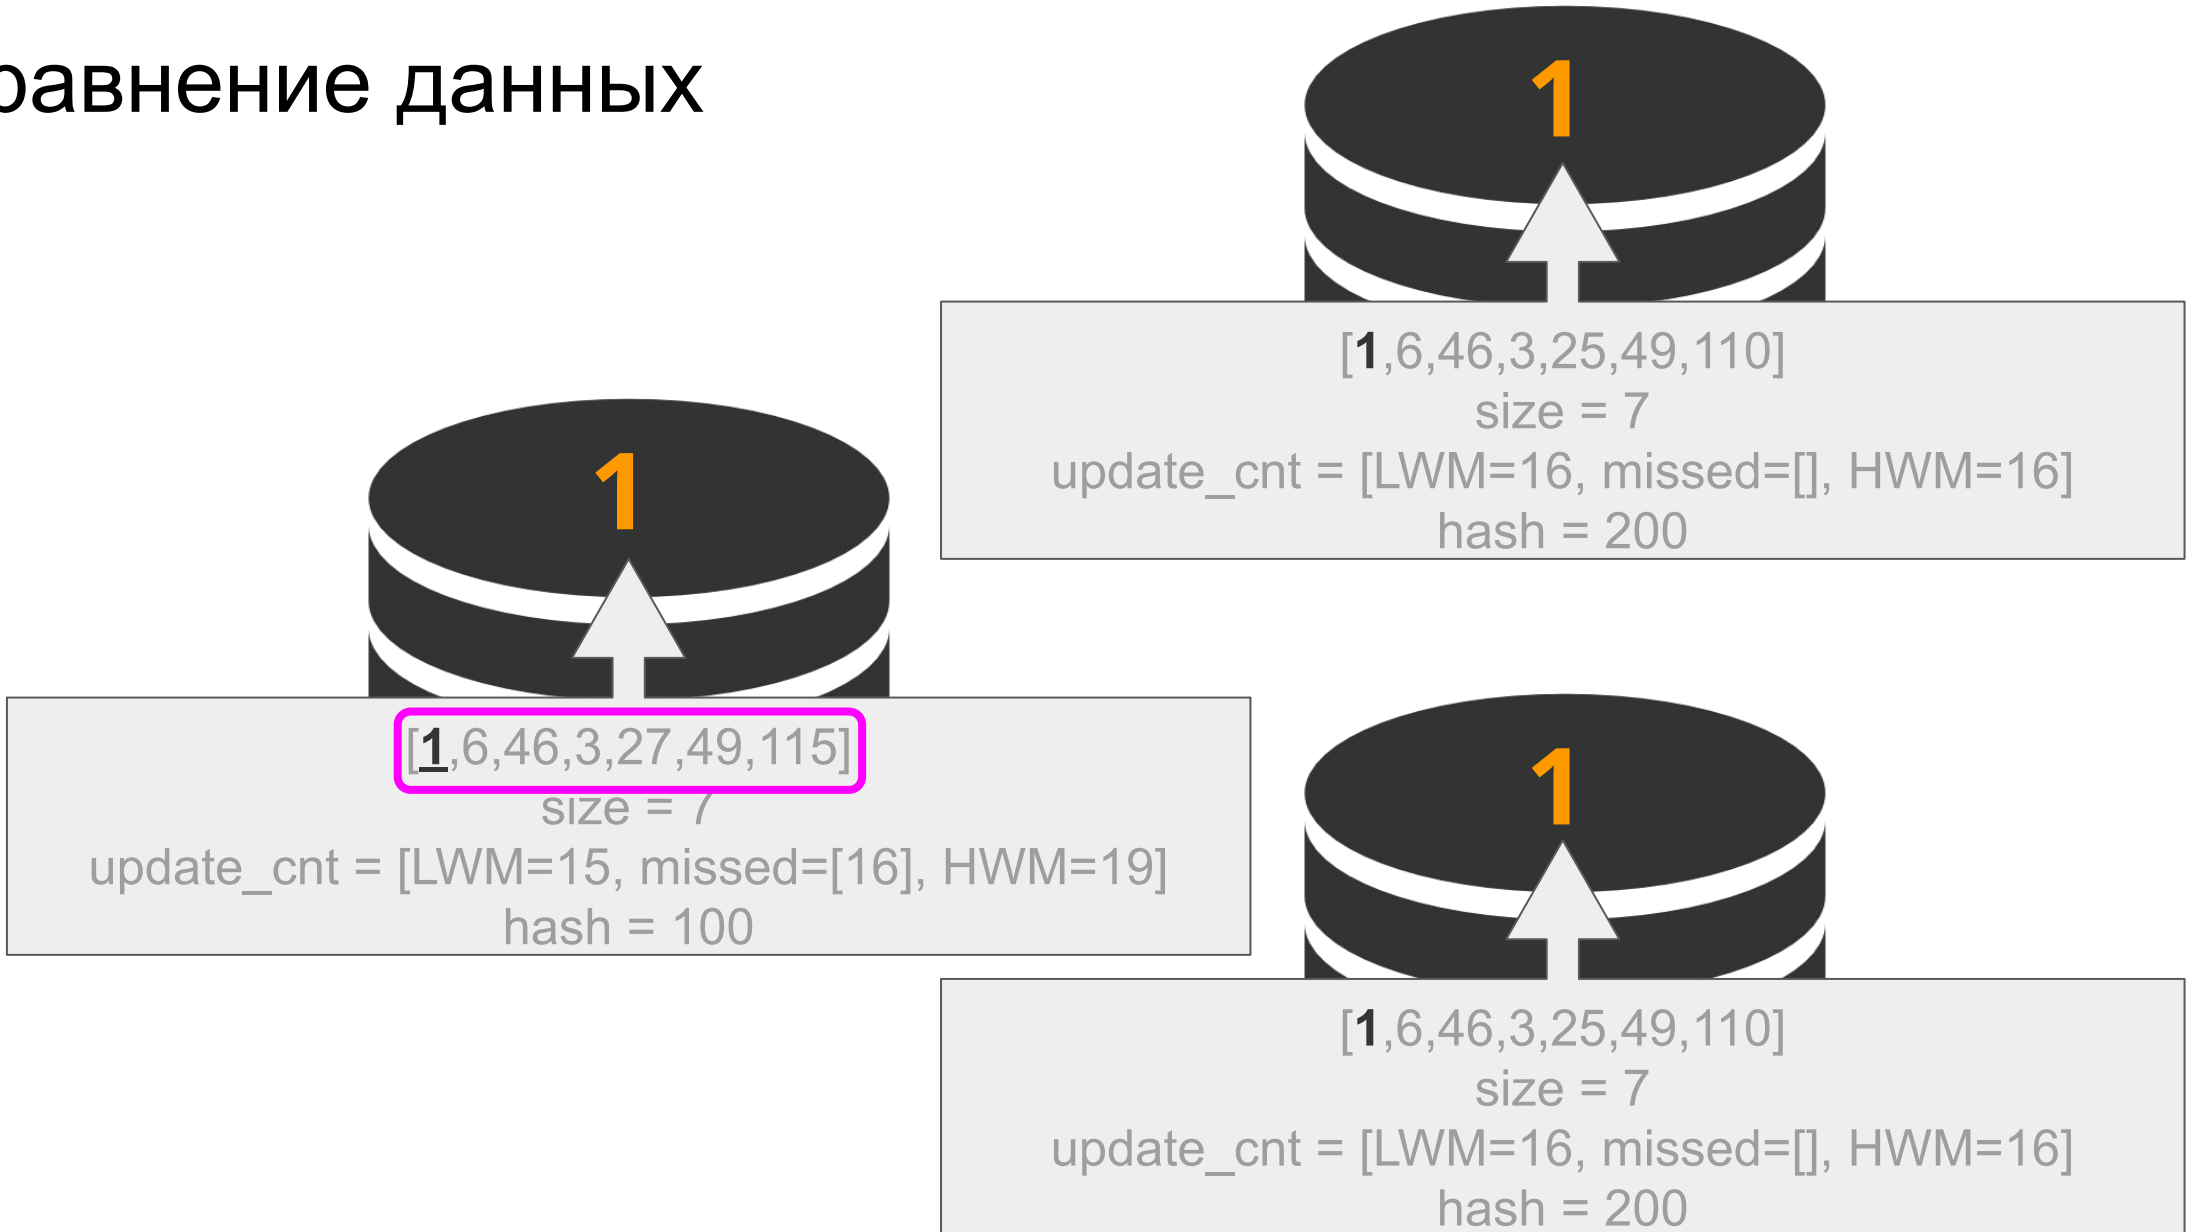 равнение данных
1
[1,6,46,3,25,49,110]
size = 7
update_cnt = [LWM=16, missed=[], HWM=16]
hash = 200
1
[1,6,46,3,27,49,115]
size = 7
update_cnt = [LWM=15, missed=[16], HWM=19]
hash = 100
1
[1,6,46,3,25,49,110]
size = 7
update_cnt = [LWM=16, missed=[], HWM=16]
hash = 200